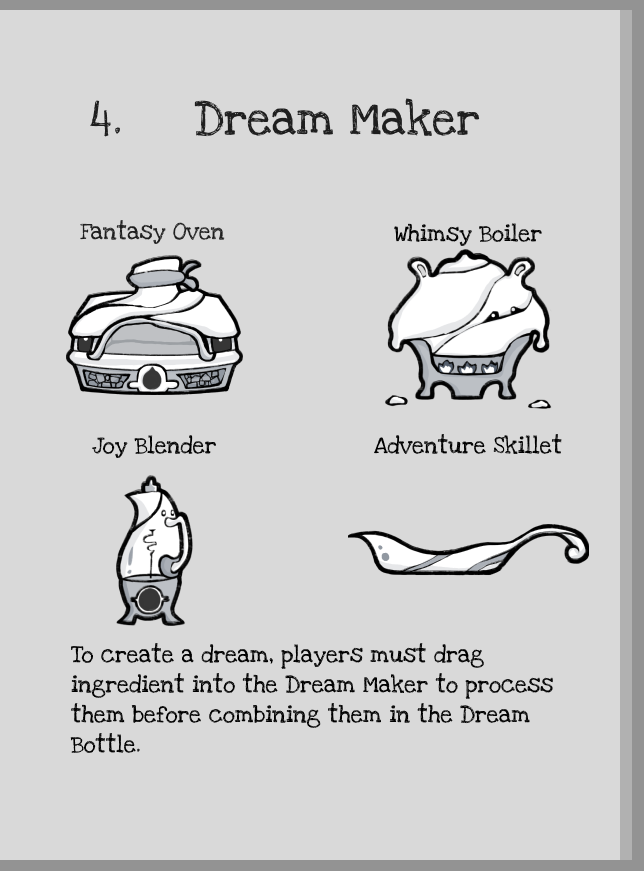 4. Dream Maker
Fantasy Oven
Whimsy Boiler
Joy Blender
Adventure Skillet
To create a dream, players must drag
ingredient into the Dream Maker to process
them before combining them in the Dream
Bottle.